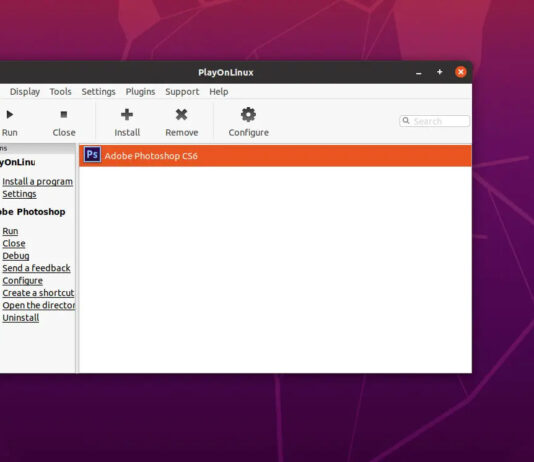 PlayOnLinux
Display Tools Settings Plugins Support Help
Run Close Install Remove Configure
Search
ns
yOnLinu
Install a program
Settings
Ps Adobe Photoshop CS6
obe Photoshop
Run
Close
Debug
Send a feedback
Configure
Create a shortcut
Open the director
Uninstall